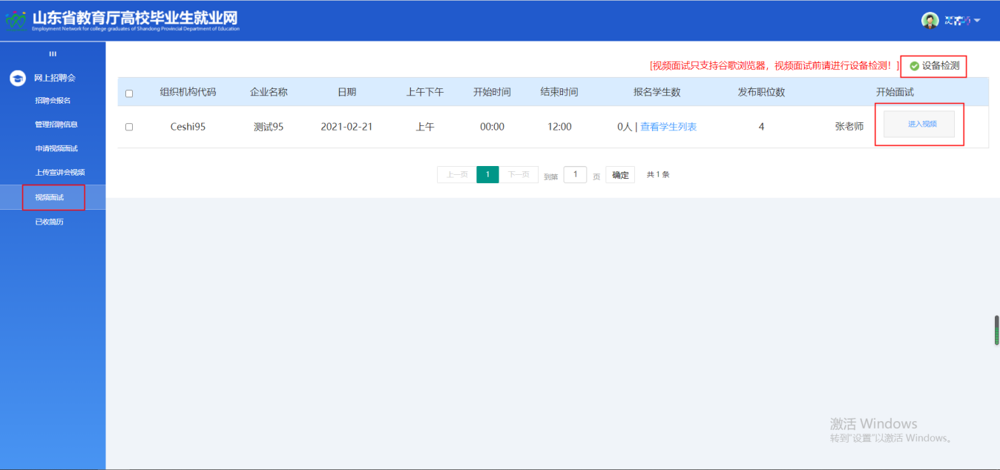 山东省教育厅高校毕业生就业网
Employment Network for college graduates of Shandong Provincial Department of Education
网上招聘会
招聘会报名
管理招聘信息
申请视频面试
上传宣讲会视频
视频面试
已收简历
[视频面试只支持谷歌浏览器，视频面试前请进行设备检测！] 设备检测
组织机构代码 企业名称 日期 上午下午 开始时间 结束时间 报名学生数 发布职位数 开始面试
Ceshi95 测试95 2021-02-21 上午 00:00 12:00 0人 | 查看学生列表 4 张老师 进入视频
上一页 1 下一页 到第 1 页 确定 共 1 条
激活 Windows
转到"设置"以激活 Windows。